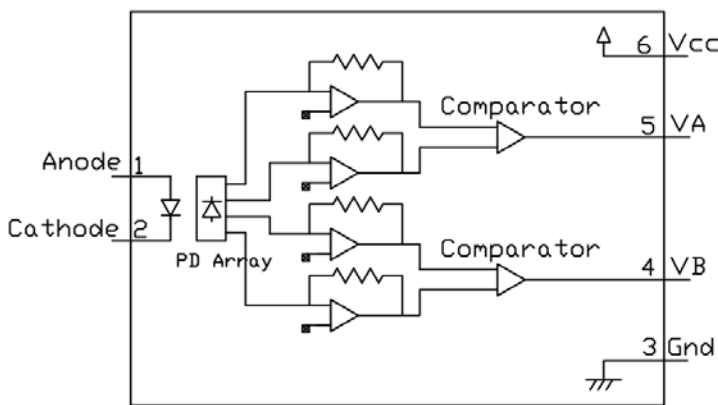 6 Vcc
Comparator
5 VA
Anode 1
Cathode 2
PD Array
Comparator
4 VB
3 Gnd